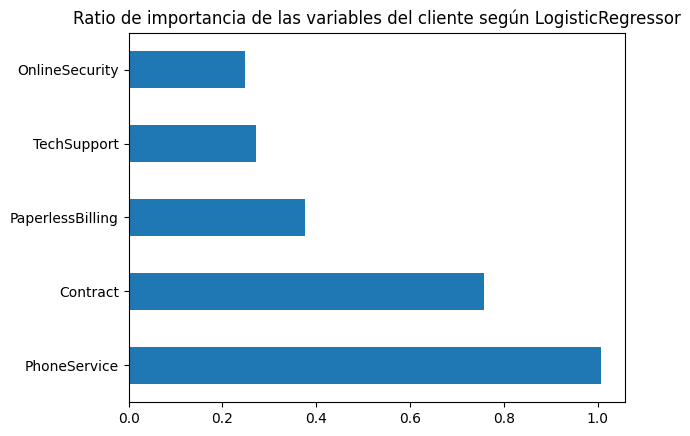 Ratio de importancia de las variables del cliente según LogisticRegressor
OnlineSecurity
TechSupport
PaperlessBilling
Contract
PhoneService
0.0 0.2 0.4 0.6 0.8 1.0